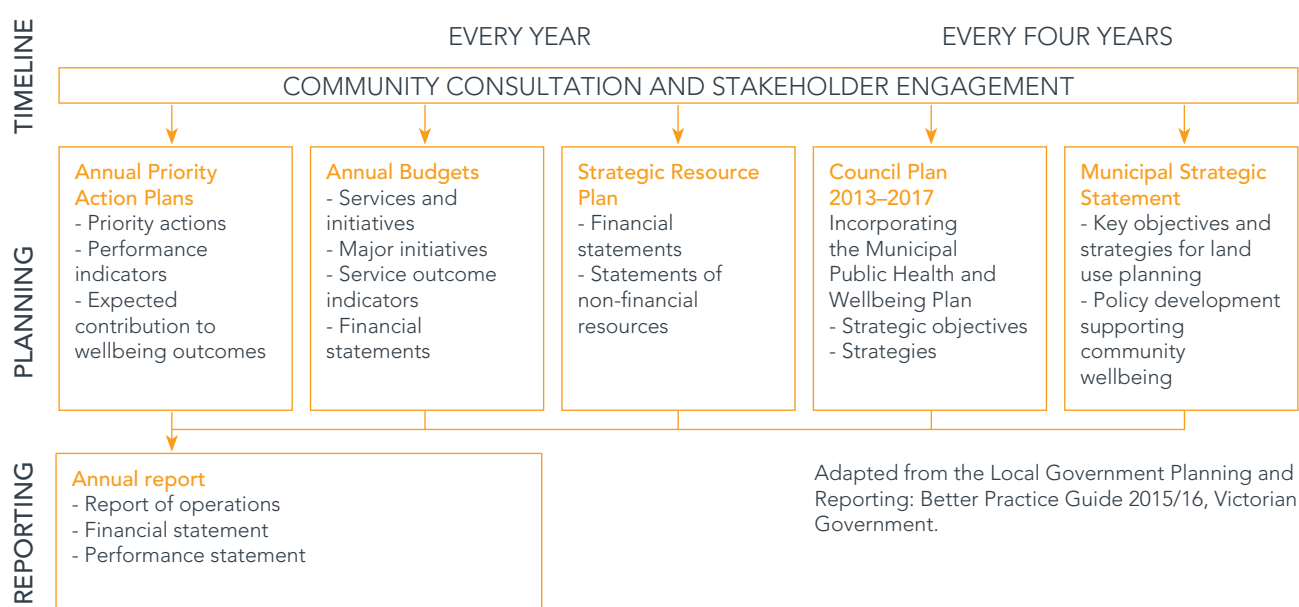 TIMELINE
EVERY YEAR
EVERY FOUR YEARS
COMMUNITY CONSULTATION AND STAKEHOLDER ENGAGEMENT
PLANNING
Annual Priority
Action Plans
- Priority actions
- Performance
indicators
- Expected
contribution to
wellbeing outcomes
Annual Budgets
- Services and
initiatives
- Major initiatives
- Service outcome
indicators
- Financial
statements
Strategic Resource
Plan
- Financial
statements
- Statements of
non-financial
resources
Council Plan
2013–2017
Incorporating
the Municipal
Public Health and
Wellbeing Plan
- Strategic objectives
- Strategies
Municipal Strategic
Statement
- Key objectives and
strategies for land
use planning
- Policy development
supporting
community
wellbeing
REPORTING
Annual report
- Report of operations
- Financial statement
- Performance statement
Adapted from the Local Government Planning and
Reporting: Better Practice Guide 2015/16, Victorian
Government.